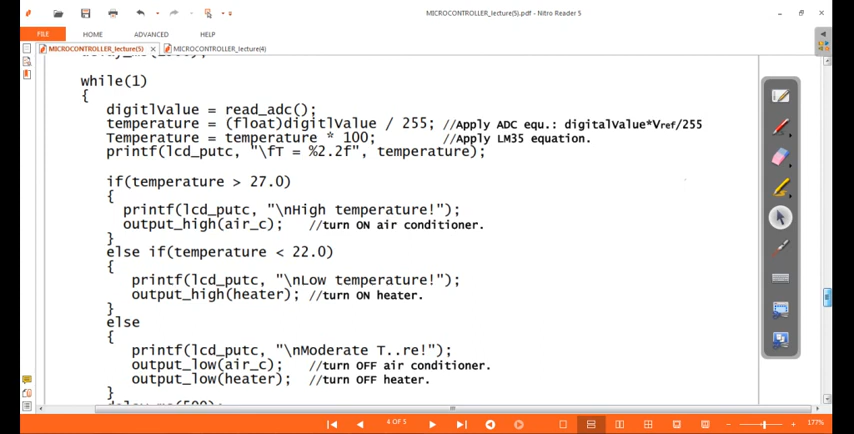 MICROCONTROLLER_lecture(5).pdf - Nitro Reader 5
FILE HOME ADVANCED HELP
MICROCONTROLLER_lecture(5) × MICROCONTROLLER_lecture(4)
while(1)
{
digitlValue = read_adc();
temperature = (float)digitlValue / 255; //Apply ADC equ.: digitalValue*Vref/255
Temperature = temperature * 100; //Apply LM35 equation.
printf(lcd_putc, "\fT = %2.2f", temperature);
if(temperature > 27.0)
{
printf(lcd_putc, "\nHigh temperature!");
output_high(air_c); //turn ON air conditioner.
}
else if(temperature < 22.0)
{
printf(lcd_putc, "\nLow temperature!");
output_high(heater); //turn ON heater.
}
else
{
printf(lcd_putc, "\nModerate T..re!");
output_low(air_c); //turn OFF air conditioner.
output_low(heater); //turn OFF heater.
}
4 OF 5
177%